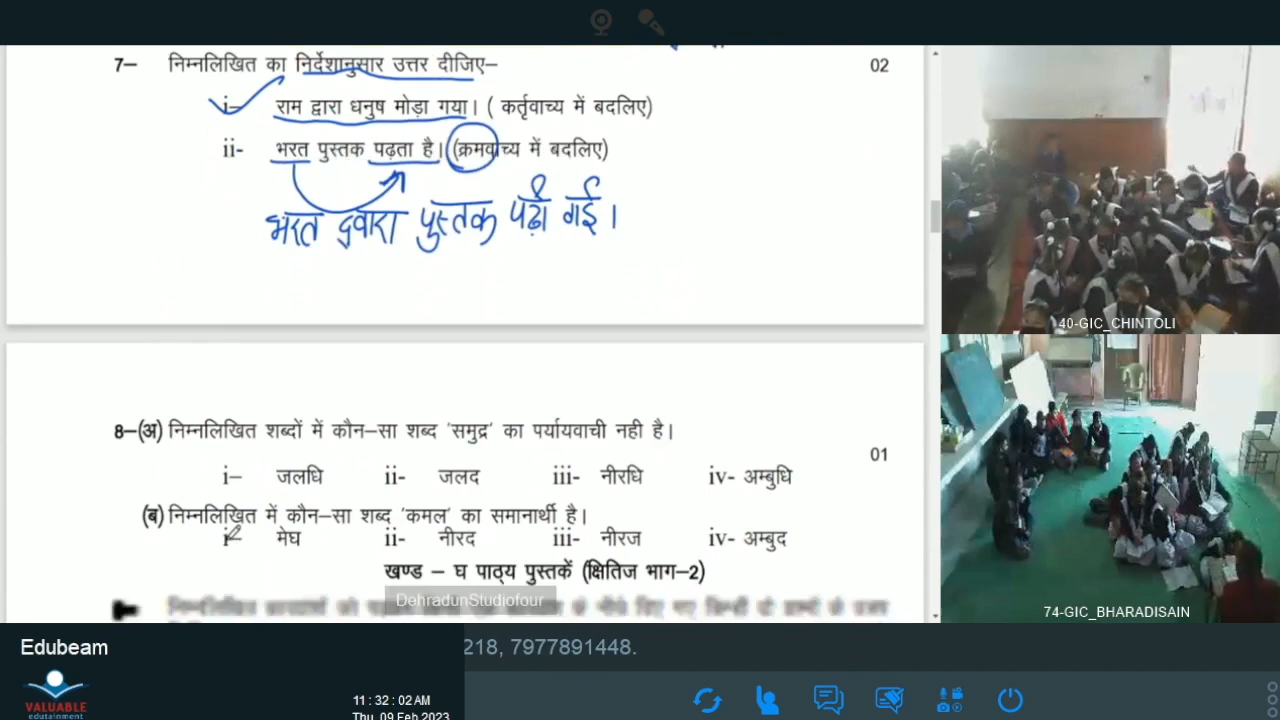 7– निम्नलिखित का निर्देशानुसार उत्तर दीजिए– 02
i– राम द्वारा धनुष मोड़ा गया। ( कर्तृवाच्य में बदलिए)
ii- भरत पुस्तक पढ़ता है। (क्रमवाच्य में बदलिए)
भरत द्वारा पुस्तक पढ़ी गई।
8–(अ) निम्नलिखित शब्दों में कौन–सा शब्द 'समुद्र' का पर्यायवाची नही है।
01
i– जलधि ii- जलद iii- नीरधि iv- अम्बुधि
(ब) निम्नलिखित में कौन–सा शब्द 'कमल' का समानार्थी है।
i– मेघ ii- नीरद iii- नीरज iv- अम्बुद
खण्ड – घ पाठ्य पुस्तकें (क्षितिज भाग–2)
DehradunStudiofour
40-GIC_CHINTOLI
74-GIC_BHARADISAIN
Edubeam
218, 7977891448.
VALUABLE
edutainment
11 : 32 : 02 AM
Thu, 09 Feb 2023